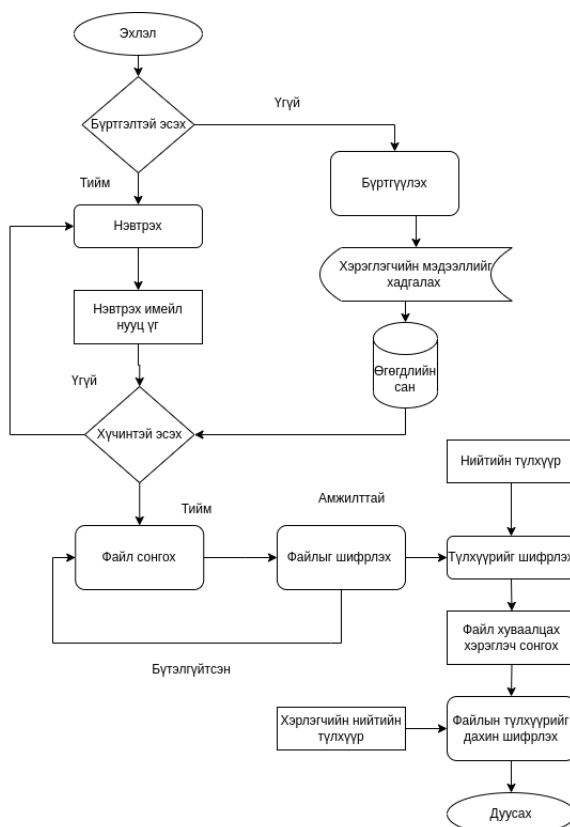 Эхлэл
Бүртгэлтэй эсэх
Үгүй
Тийм
Бүртгүүлэх
Нэвтрэх
Хэрэглэгчийн мэдээллийг
хадгалах
Нэвтрэх имейл
нууц үг
Өгөгдлийн
сан
Үгүй
Хүчинтэй эсэх
Нийтийн түлхүүр
Тийм
Амжилттай
Файл сонгох
Файлыг шифрлэх
Түлхүүрийг шифрлэх
Файл хуваалцах
хэрэглэч сонгох
Бүтэлгүйтсэн
Хэрлэгчийн нийтийн
түлхүүр
Файлын түлхүүрийг
дахин шифрлэх
Дуусах